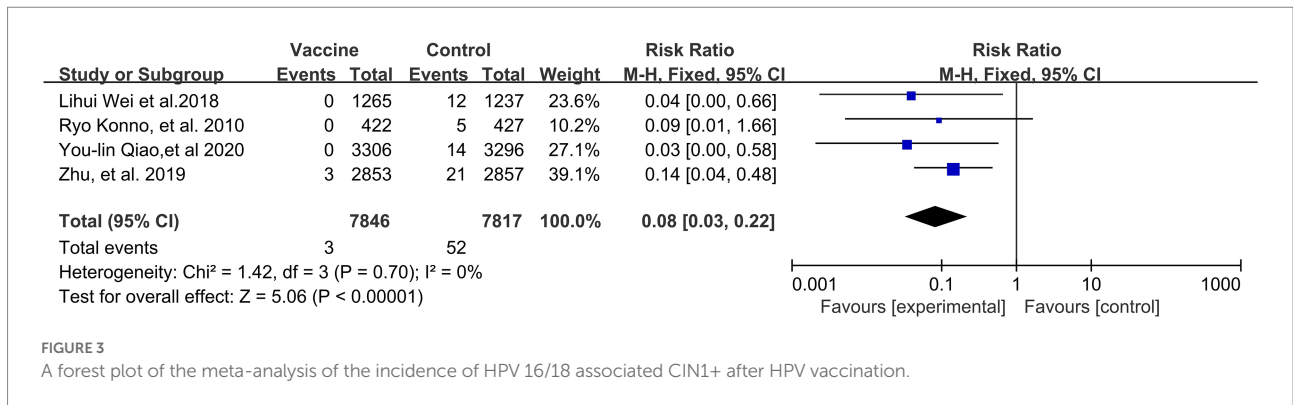 Vaccine Control Risk Ratio Risk Ratio
Study or Subgroup Events Total Events Total Weight M-H, Fixed, 95% CI M-H, Fixed, 95% CI
Lihui Wei et al.2018 0 1265 12 1237 23.6% 0.04 [0.00, 0.66]
Ryo Konno, et al. 2010 0 422 5 427 10.2% 0.09 [0.01, 1.66]
You-lin Qiao,et al 2020 0 3306 14 3296 27.1% 0.03 [0.00, 0.58]
Zhu, et al. 2019 3 2853 21 2857 39.1% 0.14 [0.04, 0.48]
Total (95% CI) 7846 7817 100.0% 0.08 [0.03, 0.22]
Total events 3 52
Heterogeneity: Chi² = 1.42, df = 3 (P = 0.70); I² = 0%
Test for overall effect: Z = 5.06 (P < 0.00001)
0.001 0.1 1 10 1000
Favours [experimental] Favours [control]
FIGURE 3
A forest plot of the meta-analysis of the incidence of HPV 16/18 associated CIN1+ after HPV vaccination.